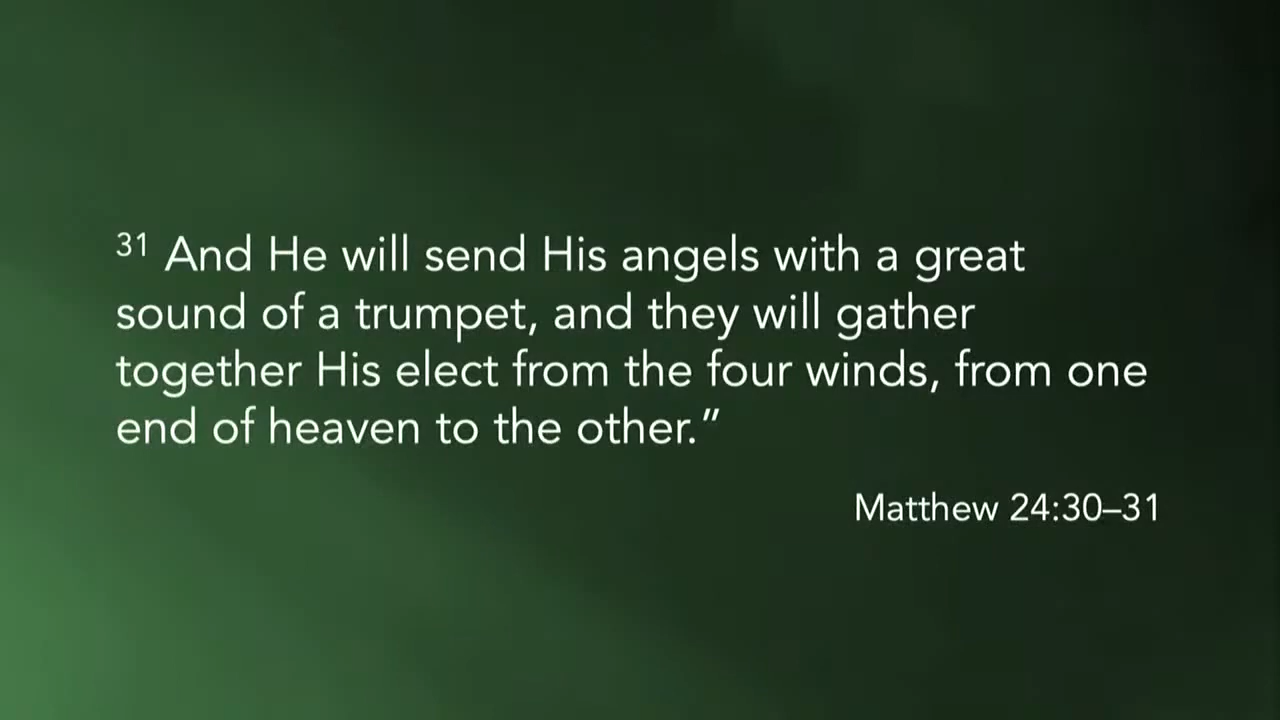 31 And He will send His angels with a great
sound of a trumpet, and they will gather
together His elect from the four winds, from one
end of heaven to the other.”
Matthew 24:30–31